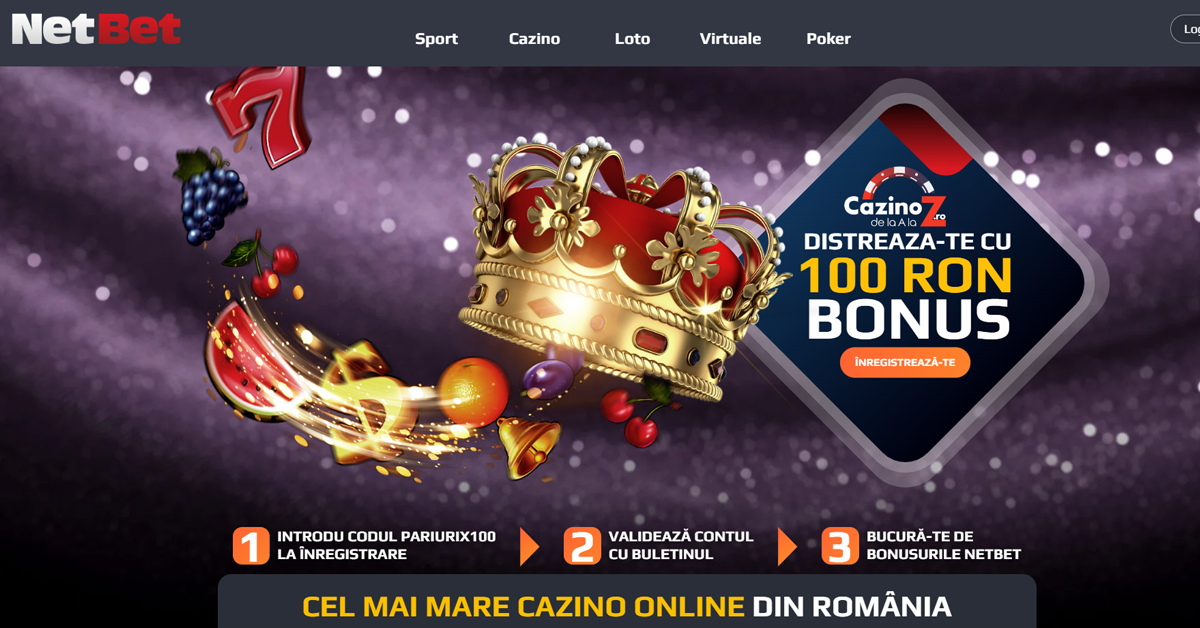 NetBet
Sport
Cazino
Loto
Virtuale
Poker
Cazino Z.ro
de la A la
DISTREAZA-TE CU
100 RON
BONUS
ÎNREGISTREAZĂ-TE
1 INTRODU CODUL PARIURIX100
LA ÎNREGISTRARE
2 VALIDEAZĂ CONTUL
CU BULETINUL
3 BUCURĂ-TE DE
BONUSURILE NETBET
CEL MAI MARE CAZINO ONLINE DIN ROMÂNIA